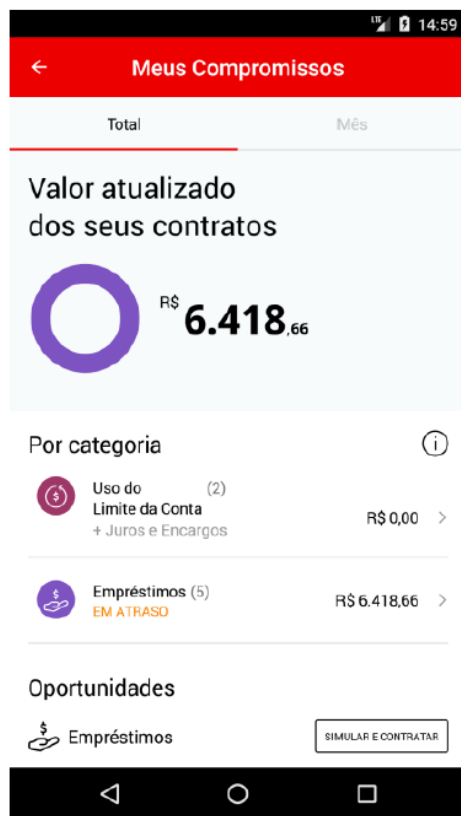 LTE 14:59
Meus Compromissos
Total Mês
Valor atualizado
dos seus contratos
R$ 6.418,66
Por categoria
Uso do (2)
Limite da Conta
+ Juros e Encargos
R$ 0,00
Empréstimos (5)
EM ATRASO
R$ 6.418,66
Oportunidades
Empréstimos
SIMULAR E CONTRATAR